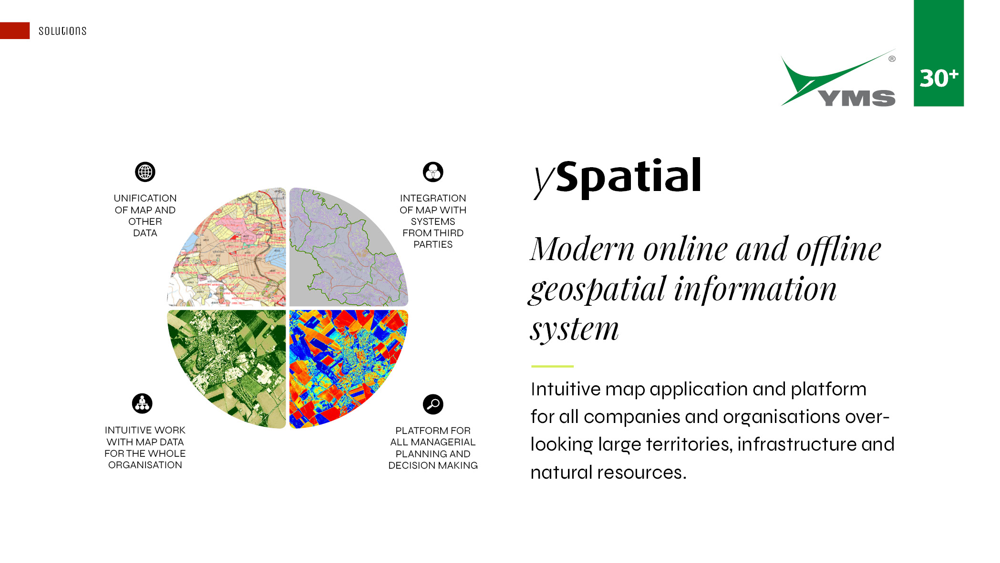 SOLUTIONS
®
YMS
30+
UNIFICATION
OF MAP AND
OTHER
DATA
INTEGRATION
OF MAP WITH
SYSTEMS
FROM THIRD
PARTIES
INTUITIVE WORK
WITH MAP DATA
FOR THE WHOLE
ORGANISATION
PLATFORM FOR
ALL MANAGERIAL
PLANNING AND
DECISION MAKING
ySpatial
Modern online and offline
geospatial information
system
Intuitive map application and platform
for all companies and organisations over-
looking large territories, infrastructure and
natural resources.